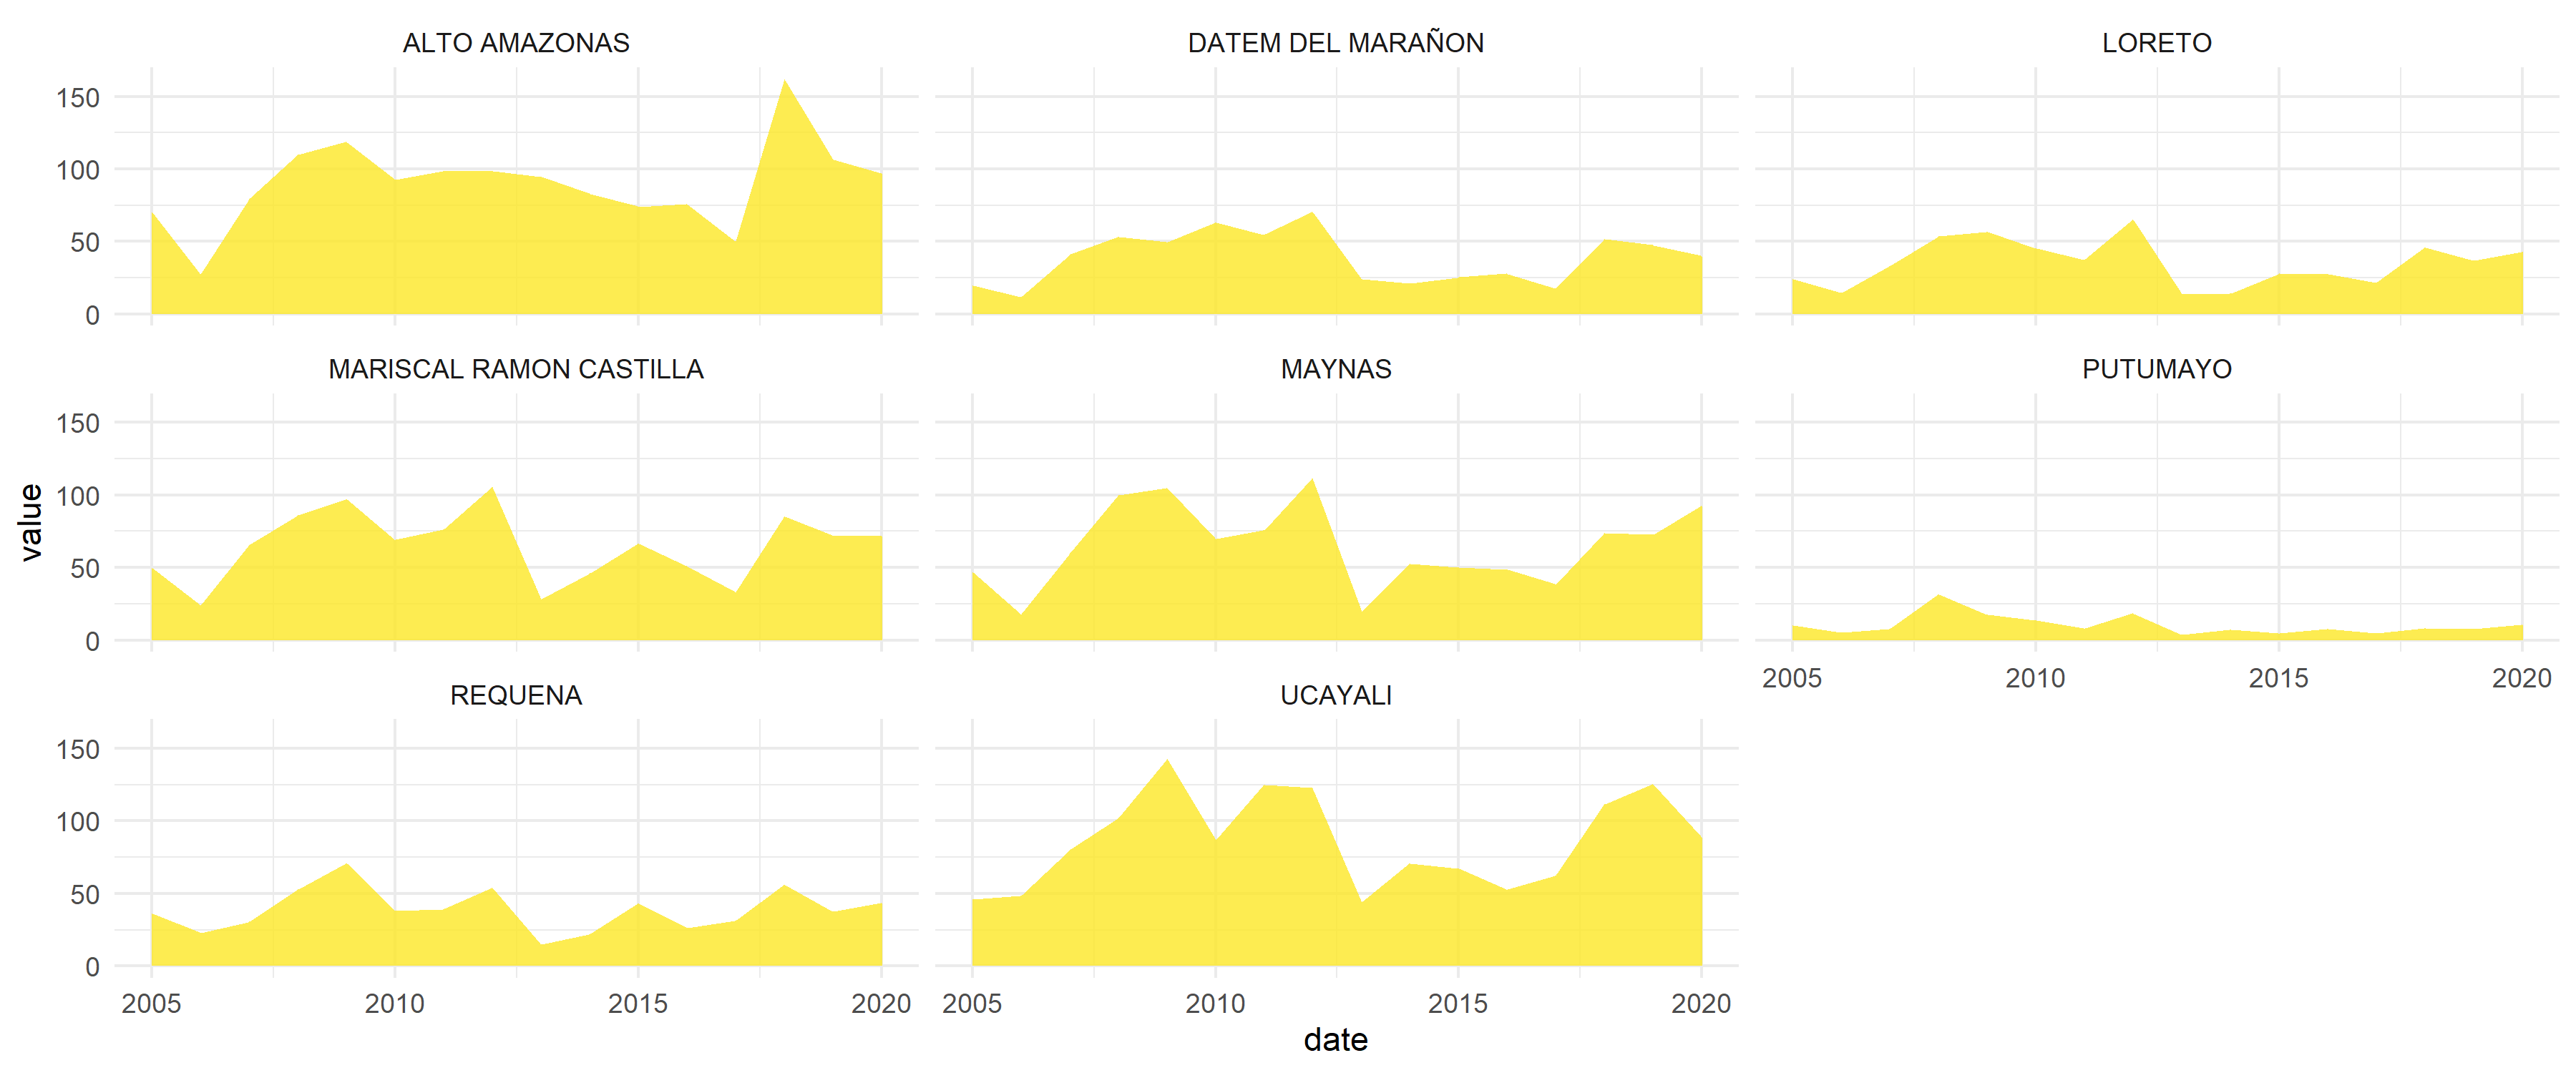 ALTO AMAZONAS
DATEM DEL MARAÑON
LORETO
150
100
50
0
MARISCAL RAMON CASTILLA
MAYNAS
PUTUMAYO
150
100
50
0
2005 2010 2015 2020
REQUENA
UCAYALI
150
100
50
0
2005 2010 2015 2020
2005 2010 2015 2020
value
date